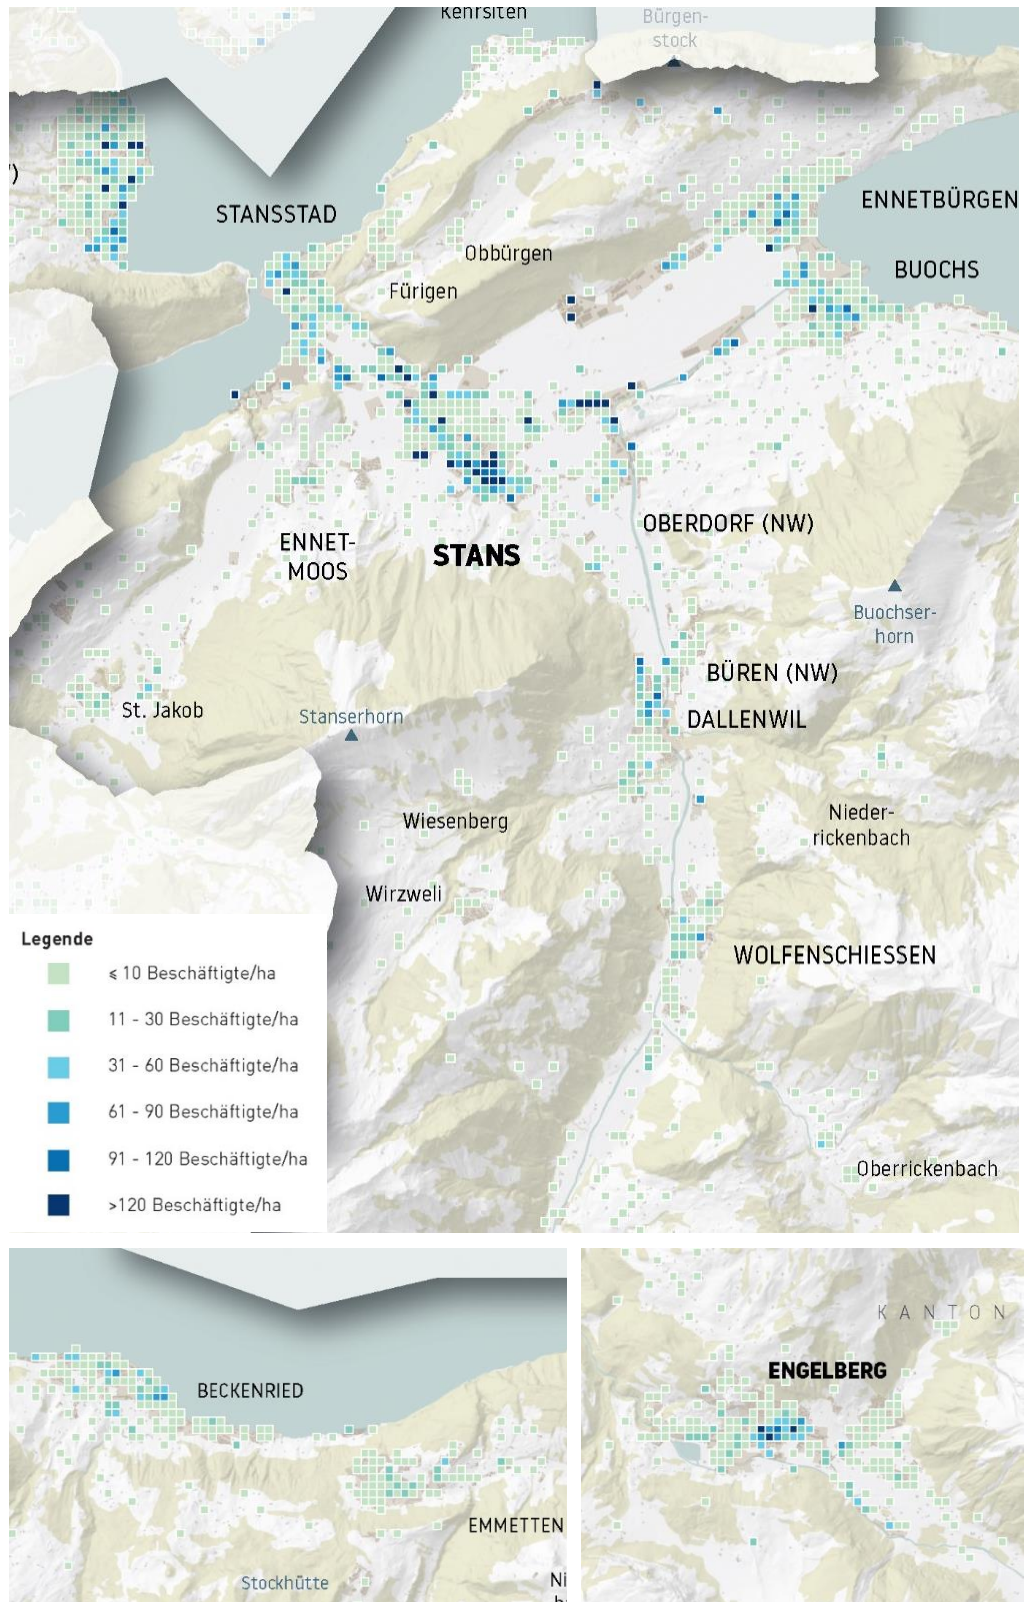 Kehrsiten
Bürgen-
stock
)
STANSSTAD
ENNETBÜRGEN
Obbürgen
BUOCHS
Fürigen
OBERDORF (NW)
ENNET-
MOOS
STANS
Buochser-
horn
BÜREN (NW)
St. Jakob
Stanserhorn
DALLENWIL
Wiesenberg
Nieder-
rickenbach
Wirzweli
WOLFENSCHIESSEN
Legende
≤ 10 Beschäftigte/ha
11 - 30 Beschäftigte/ha
31 - 60 Beschäftigte/ha
61 - 90 Beschäftigte/ha
91 - 120 Beschäftigte/ha
>120 Beschäftigte/ha
Oberrickenbach
BECKENRIED
EMMETTEN
Stockhütte
Ni
KANTON
ENGELBERG